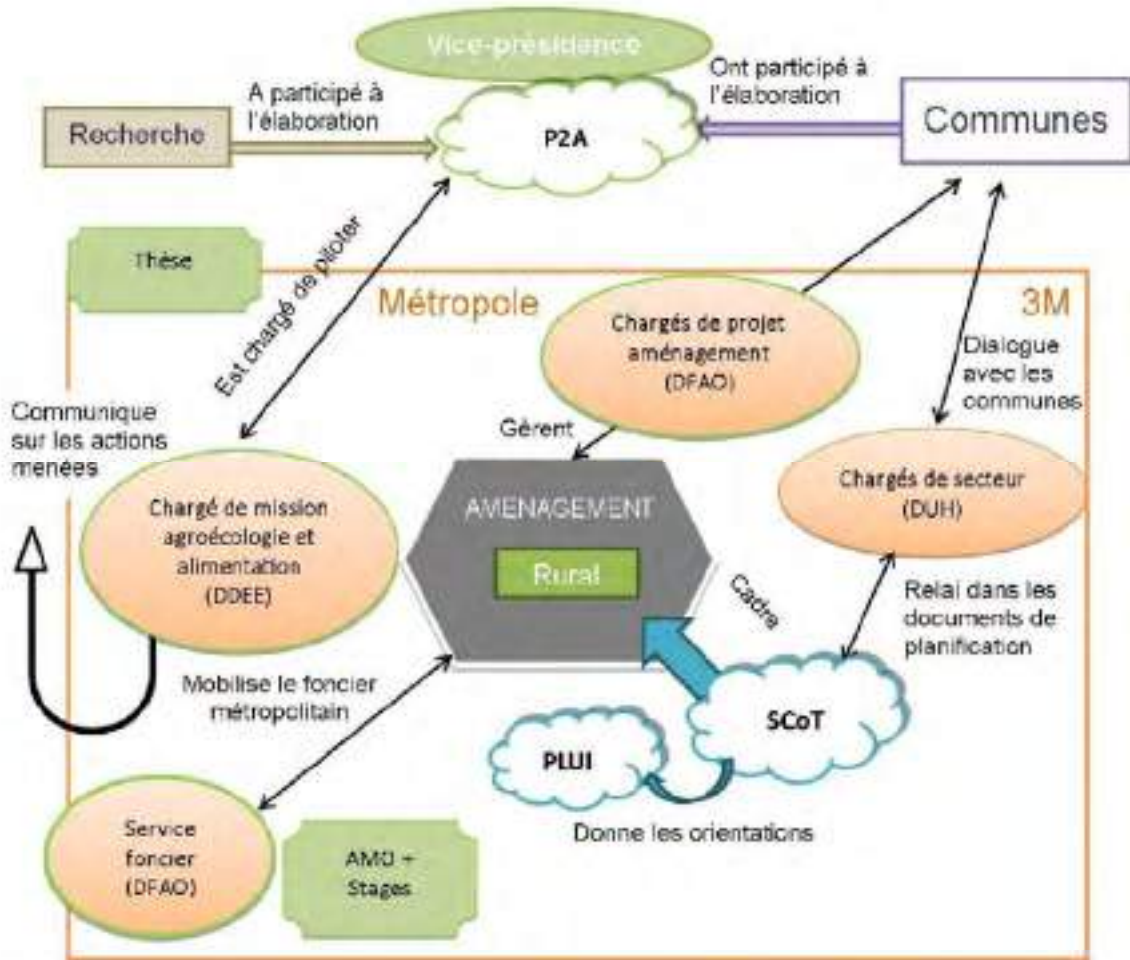 Vice-présidance
A participé à
l'élaboration
Ont participé à
l'élaboration
Recherche
P2A
Communes
Thèse
Est chargé de piloter
Métropole
3M
Chargés de projet
aménagement
(DFAO)
Dialogue
avec les
communes
Communique
sur les actions
menées
Gèrent
Chargé de mission
agroécologie et
alimentation
(DDEE)
AMENAGEMENT
Rural
Chargés de secteur
(DUH)
Cadre
Relai dans les
documents de
planification
Mobilise le foncier
métropolitain
SCoT
PLUI
Donne les orientations
Service
foncier
(DFAO)
AMO +
Stages